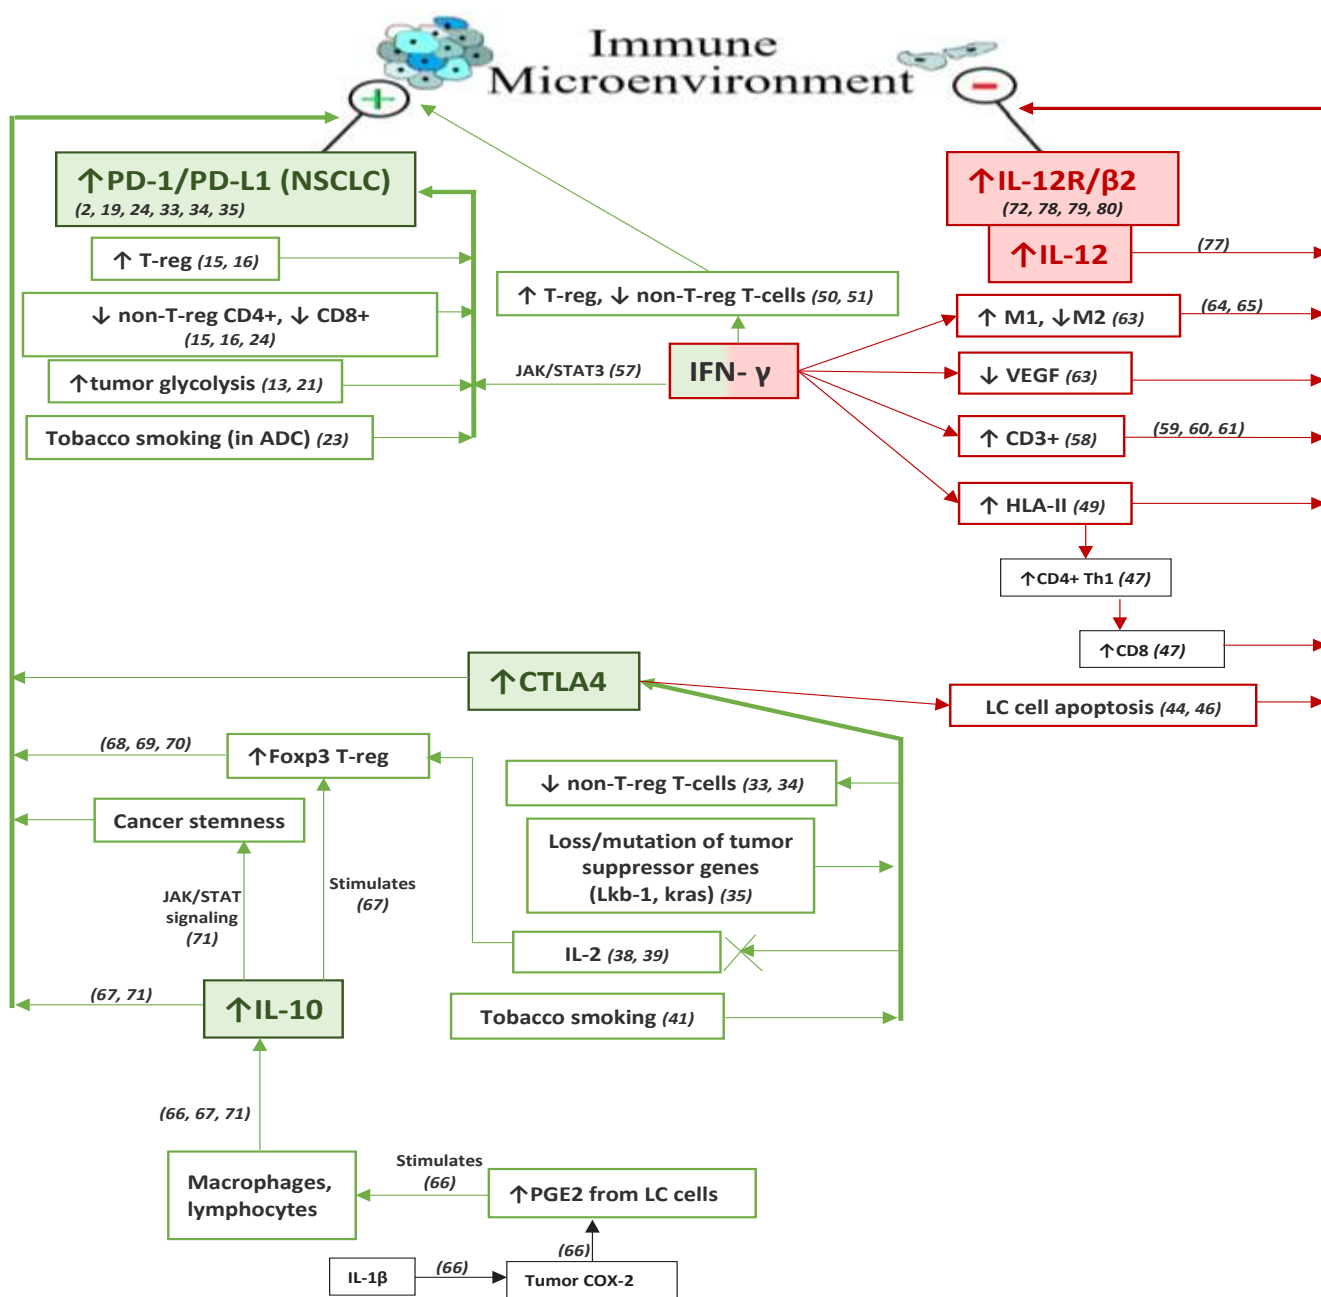 Immune
Microenvironment
+
−
↑PD-1/PD-L1 (NSCLC)
(2, 19, 24, 33, 34, 35)
↑ T-reg (15, 16)
↓ non-T-reg CD4+, ↓ CD8+
(15, 16, 24)
↑tumor glycolysis (13, 21)
Tobacco smoking (in ADC) (23)
↑ T-reg, ↓ non-T-reg T-cells (50, 51)
JAK/STAT3 (57)
IFN- γ
↑IL-12R/β2
(72, 78, 79, 80)
↑IL-12
(77)
↑ M1, ↓M2 (63)
(64, 65)
↓ VEGF (63)
↑ CD3+ (58)
(59, 60, 61)
↑ HLA-II (49)
↑CD4+ Th1 (47)
↑CD8 (47)
↑CTLA4
LC cell apoptosis (44, 46)
(68, 69, 70)
↑Foxp3 T-reg
↓ non-T-reg T-cells (33, 34)
Cancer stemness
Loss/mutation of tumor
suppressor genes
(Lkb-1, kras) (35)
JAK/STAT
signaling
(71)
Stimulates
(67)
IL-2 (38, 39)
(67, 71)
↑IL-10
Tobacco smoking (41)
(66, 67, 71)
Macrophages,
lymphocytes
Stimulates
(66)
↑PGE2 from LC cells
(66)
IL-1β
(66)
Tumor COX-2